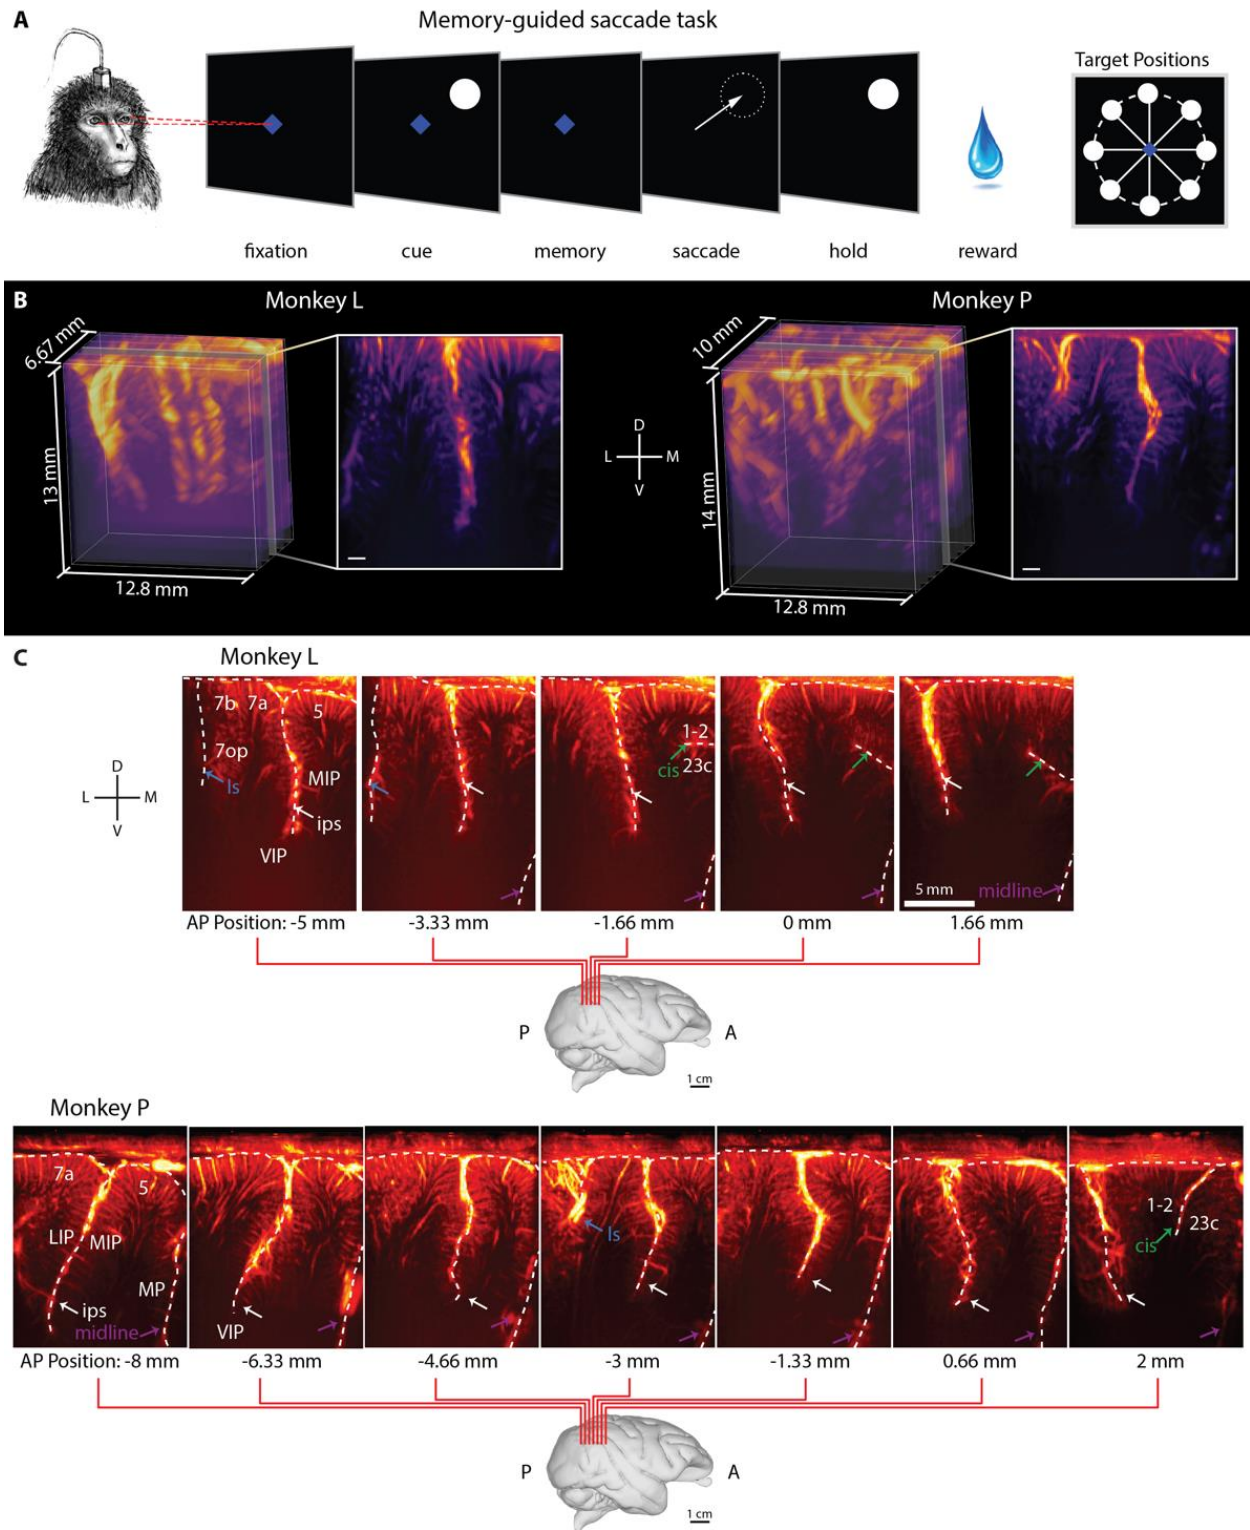 A
Memory-guided saccade task
Target Positions
fixation
cue
memory
saccade
hold
reward
B
Monkey L
Monkey P
6.67 mm
13 mm
12.8 mm
D
L M
V
10 mm
14 mm
12.8 mm
C
Monkey L
D
L M
V
7b 7a
5
7op
ls
MIP
ips
VIP
1-2
cis
23c
5 mm
midline
AP Position: -5 mm
-3.33 mm
-1.66 mm
0 mm
1.66 mm
P
A
1 cm
Monkey P
7a
5
LIP
MIP
MP
ips
midline
VIP
ls
1-2
23c
cis
AP Position: -8 mm
-6.33 mm
-4.66 mm
-3 mm
-1.33 mm
0.66 mm
2 mm
P
A
1 cm